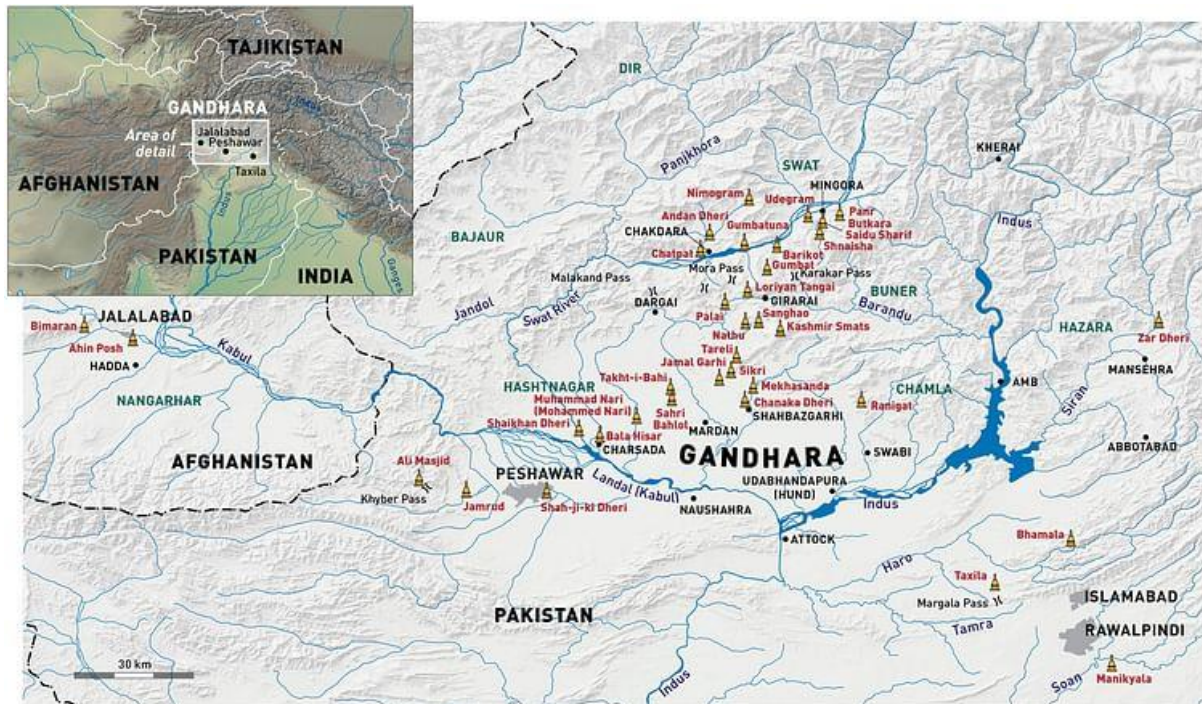 TAJIKISTAN
GANDHARA
Indus
Area of
detail
Jalalabad
Peshawar
Taxila
AFGHANISTAN
Indus
PAKISTAN
INDIA
Ganges
DIR
KHERAI
Panjkhora
SWAT
MINGORA
Nimogram
Udegram
Panr
Butkara
Saidu Sharif
Shnaisha
Indus
Andan Dheri
Gumbatuna
CHAKDARA
Chatpat
Barikot
BAJAUR
Mora Pass
Gumbat
Karakar Pass
Malakand Pass
Loriyan Tangai
BUNER
DARGAI
GIRARAI
Barandu
Jandol
Swat River
Palai
Sanghao
Nathu
Kashmir Smats
HAZARA
Zar Dheri
Bimaran
JALALABAD
Ahin Posh
HADDA
Kabul
Tareli
Jamal Garhi
Sikri
MANSEHRA
NANGARHAR
HASHTNAGAR
Takht-i-Bahi
Mekhasanda
CHAMLA
AMB
Siran
Muhammad Nari
(Mohammed Nari)
Sahri
Bahlol
Chanaka Dheri
SHAHBAZGARHI
Ranigat
Shaikhan Dheri
Bala Hisar
CHARSADA
MARDAN
ABBOTABAD
GANDHARA
SWABI
AFGHANISTAN
Ali Masjid
Khyber Pass
PESHAWAR
Landal (Kabul)
UDABHANDAPURA
(HUND)
Indus
Jamrud
Shah-ji-ki Dheri
NAUSHAHRA
ATTOCK
Bhamala
Haro
Taxila
Margala Pass
ISLAMABAD
PAKISTAN
Tamra
RAWALPINDI
30 km
Indus
Soan
Manikyala